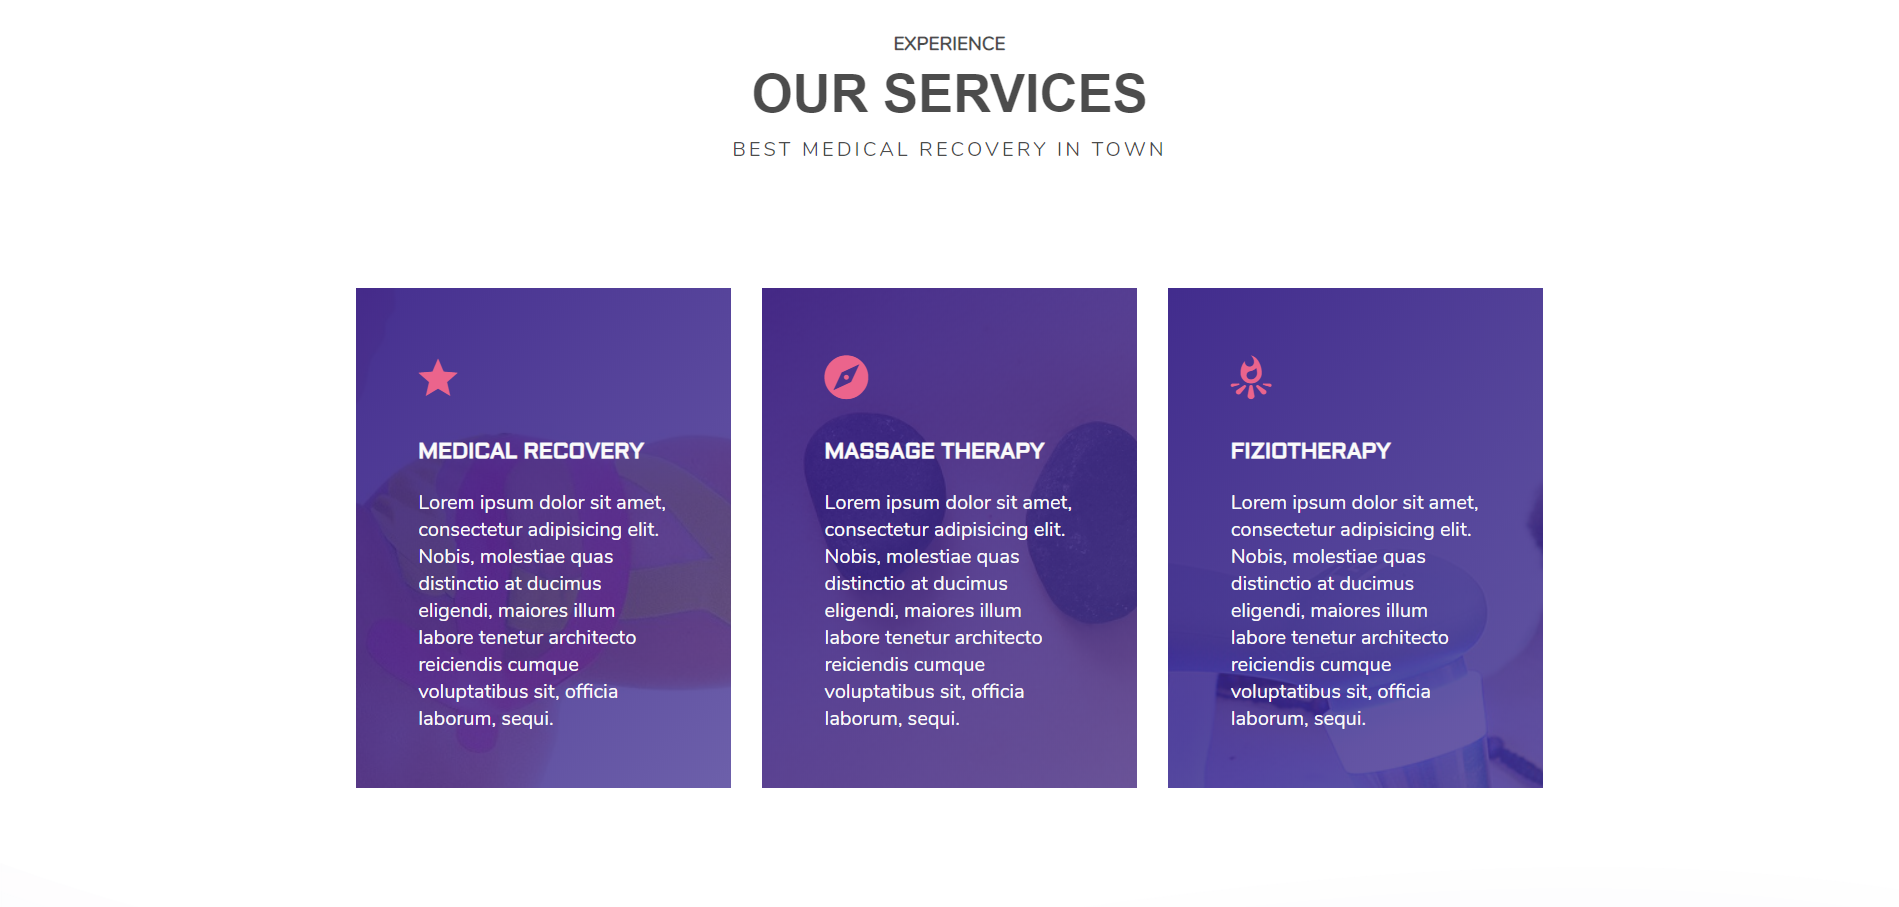 EXPERIENCE
OUR SERVICES
BEST MEDICAL RECOVERY IN TOWN
MEDICAL RECOVERY
Lorem ipsum dolor sit amet,
consectetur adipisicing elit.
Nobis, molestiae quas
distinctio at ducimus
eligendi, maiores illum
labore tenetur architecto
reiciendis cumque
voluptatibus sit, officia
laborum, sequi.
MASSAGE THERAPY
Lorem ipsum dolor sit amet,
consectetur adipisicing elit.
Nobis, molestiae quas
distinctio at ducimus
eligendi, maiores illum
labore tenetur architecto
reiciendis cumque
voluptatibus sit, officia
laborum, sequi.
FIZIOTHERAPY
Lorem ipsum dolor sit amet,
consectetur adipisicing elit.
Nobis, molestiae quas
distinctio at ducimus
eligendi, maiores illum
labore tenetur architecto
reiciendis cumque
voluptatibus sit, officia
laborum, sequi.